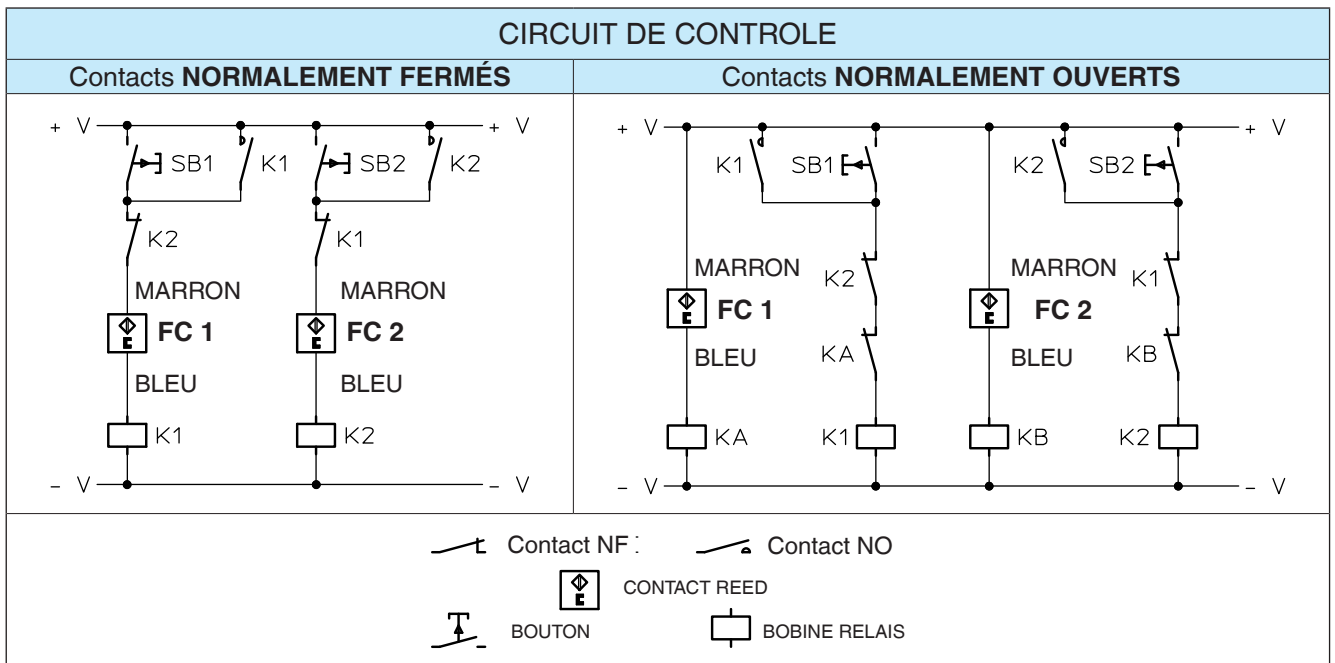 CIRCUIT DE CONTROLE
Contacts NORMALEMENT FERMÉS
Contacts NORMALEMENT OUVERTS
+ V + V
SB1 K1 SB2 K2
K2 K1
MARRON MARRON
FC 1 FC 2
BLEU BLEU
K1 K2
- V - V
+ V + V
K1 SB1 K2 SB2
MARRON K2 MARRON K1
FC 1 FC 2
BLEU KA BLEU KB
KA K1 KB K2
- V - V
Contact NF : Contact NO
CONTACT REED
BOUTON BOBINE RELAIS